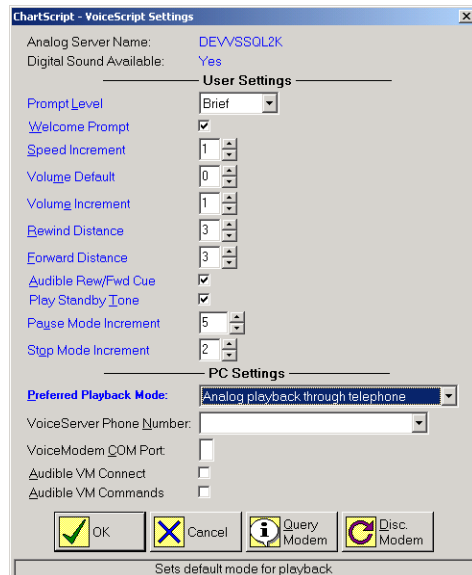 ChartScript - VoiceScript Settings
Analog Server Name: DEVVSSQL2K
Digital Sound Available: Yes
User Settings
Prompt Level Brief
Welcome Prompt
Speed Increment 1
Volume Default 0
Volume Increment 1
Rewind Distance 3
Forward Distance 3
Audible Rew/Fwd Cue
Play Standby Tone
Pause Mode Increment 5
Stop Mode Increment 2
PC Settings
Preferred Playback Mode: Analog playback through telephone
VoiceServer Phone Number:
VoiceModem COM Port:
Audible VM Connect
Audible VM Commands
OK Cancel Query Modem Disc. Modem
Sets default mode for playback